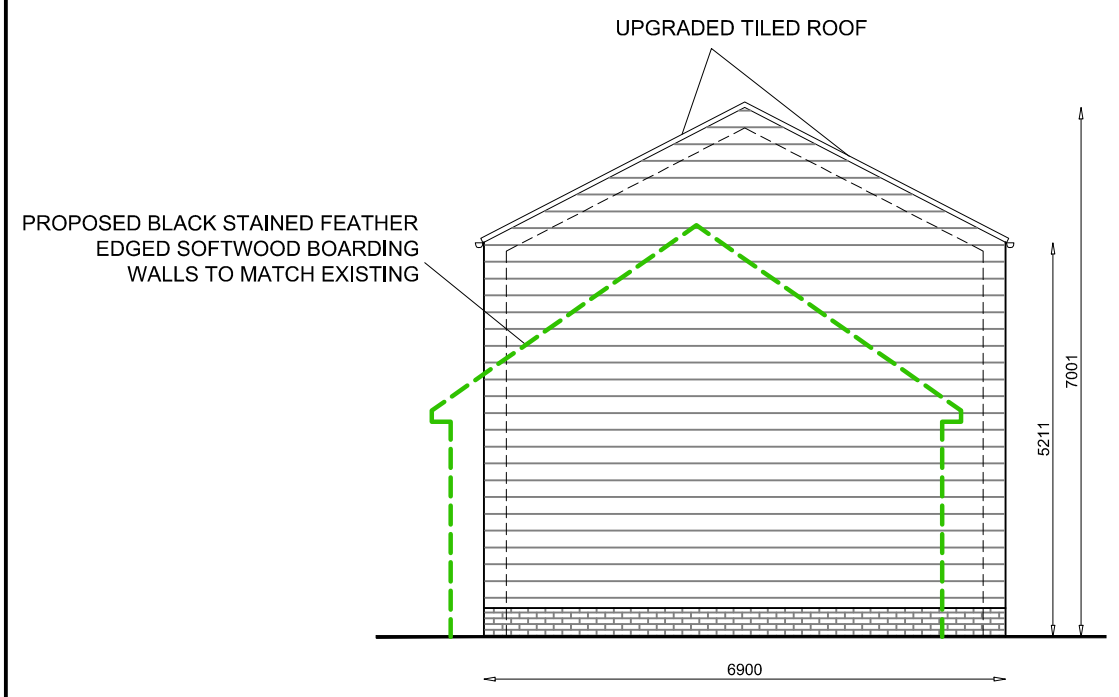 UPGRADED TILED ROOF
PROPOSED BLACK STAINED FEATHER
EDGED SOFTWOOD BOARDING
WALLS TO MATCH EXISTING
7001
5211
6900